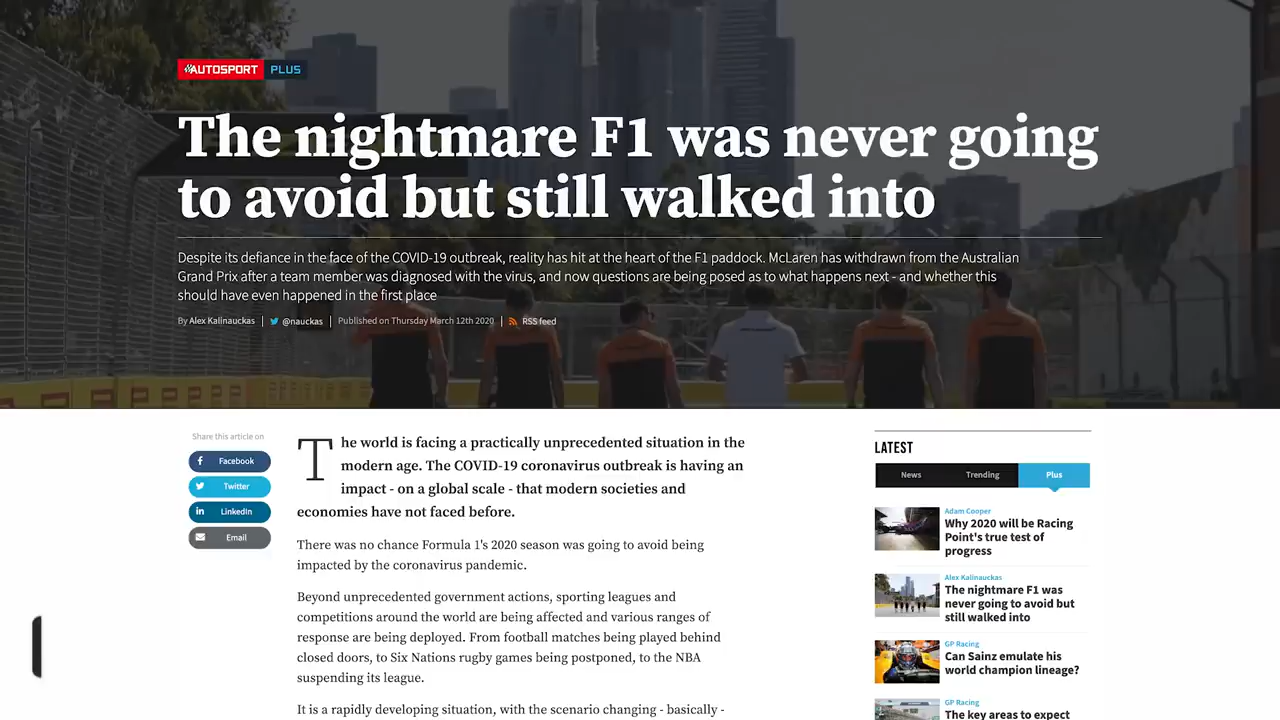 AUTOSPORT PLUS
The nightmare F1 was never going
to avoid but still walked into
Despite its defiance in the face of the COVID-19 outbreak, reality has hit at the heart of the F1 paddock. McLaren has withdrawn from the Australian
Grand Prix after a team member was diagnosed with the virus, and now questions are being posed as to what happens next - and whether this
should have even happened in the first place
By Alex Kalinauckas | @nauckas | Published on Thursday March 12th 2020 | RSS feed
Share this article on
Facebook
Twitter
LinkedIn
Email
The world is facing a practically unprecedented situation in the
modern age. The COVID-19 coronavirus outbreak is having an
impact - on a global scale - that modern societies and
economies have not faced before.
There was no chance Formula 1's 2020 season was going to avoid being
impacted by the coronavirus pandemic.
Beyond unprecedented government actions, sporting leagues and
competitions around the world are being affected and various ranges of
response are being deployed. From football matches being played behind
closed doors, to Six Nations rugby games being postponed, to the NBA
suspending its league.
It is a rapidly developing situation, with the scenario changing - basically -
LATEST
News Trending Plus
Adam Cooper
Why 2020 will be Racing
Point's true test of
progress
Alex Kalinauckas
The nightmare F1 was
never going to avoid but
still walked into
GP Racing
Can Sainz emulate his
world champion lineage?
GP Racing
The key areas to expect